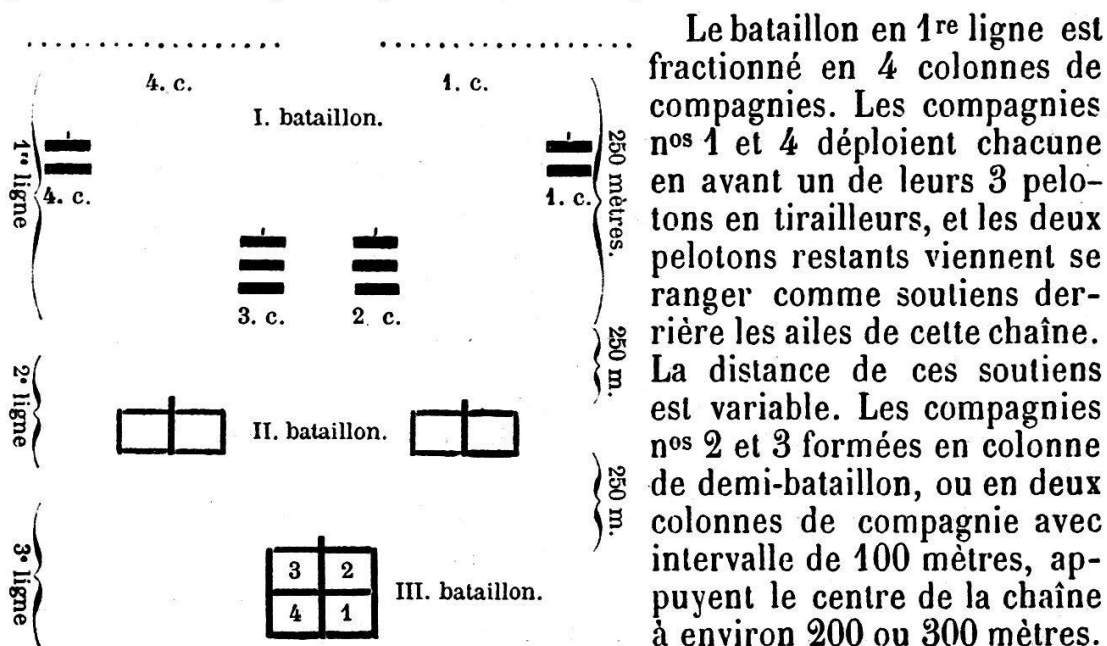 4. c.
1. c.
I. bataillon.
1re ligne
4. c.
1. c.
250 mètres.
3. c.
2. c.
250 m.
2e ligne
II. bataillon.
250 m.
3e ligne
3 2
4 1
III. bataillon.
Le bataillon en 1re ligne est
fractionné en 4 colonnes de
compagnies. Les compagnies
nos 1 et 4 déploient chacune
en avant un de leurs 3 pelo-
tons en tirailleurs, et les deux
pelotons restants viennent se
ranger comme soutiens der-
rière les ailes de cette chaîne.
La distance de ces soutiens
est variable. Les compagnies
nos 2 et 3 formées en colonne
de demi-bataillon, ou en deux
colonnes de compagnie avec
intervalle de 100 mètres, ap-
puyent le centre de la chaîne
à environ 200 ou 300 mètres.